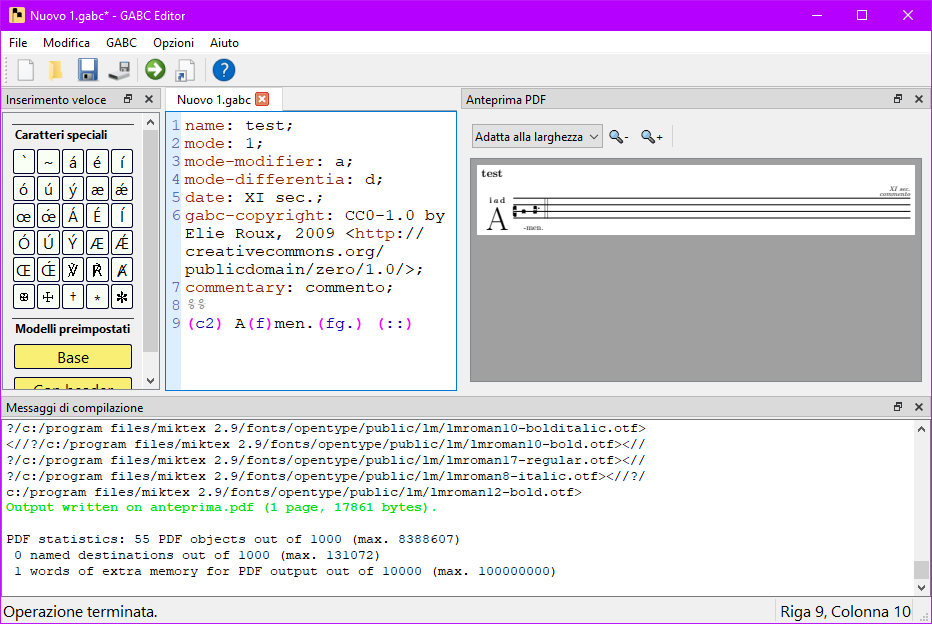 Nuovo 1.gabc* - GABC Editor
File Modifica GABC Opzioni Aiuto
Inserimento veloce
Caratteri speciali
` ~ á é í
ó ú ý æ ǽ
œ œ́ Á É Í
Ó Ú Ý Æ Ǽ
Œ Œ́ ℣ ℟ Ⱥ
✠ ☩ † * ✻
Modelli preimpostati
Base
Con header
Nuovo 1.gabc
1 name: test;
2 mode: 1;
3 mode-modifier: a;
4 mode-differentia: d;
5 date: XI sec.;
6 gabc-copyright: CC0-1.0 by
Elie Roux, 2009 <http://
creativecommons.org/
publicdomain/zero/1.0/>;
7 commentary: commento;
8 %%
9 (c2) A(f)men.(fg.) (::)
Anteprima PDF
Adatta alla larghezza
test
XI sec.
commento
1 a d
A
-men.
Messaggi di compilazione
?/c:/program files/miktex 2.9/fonts/opentype/public/lm/lmroman10-bolditalic.otf>
<//?/c:/program files/miktex 2.9/fonts/opentype/public/lm/lmroman10-bold.otf><//
?/c:/program files/miktex 2.9/fonts/opentype/public/lm/lmroman17-regular.otf><//
?/c:/program files/miktex 2.9/fonts/opentype/public/lm/lmroman8-italic.otf><//?/
c:/program files/miktex 2.9/fonts/opentype/public/lm/lmroman12-bold.otf>
Output written on anteprima.pdf (1 page, 17861 bytes).
PDF statistics: 55 PDF objects out of 1000 (max. 8388607)
0 named destinations out of 1000 (max. 131072)
1 words of extra memory for PDF output out of 10000 (max. 100000000)
Operazione terminata.
Riga 9, Colonna 10